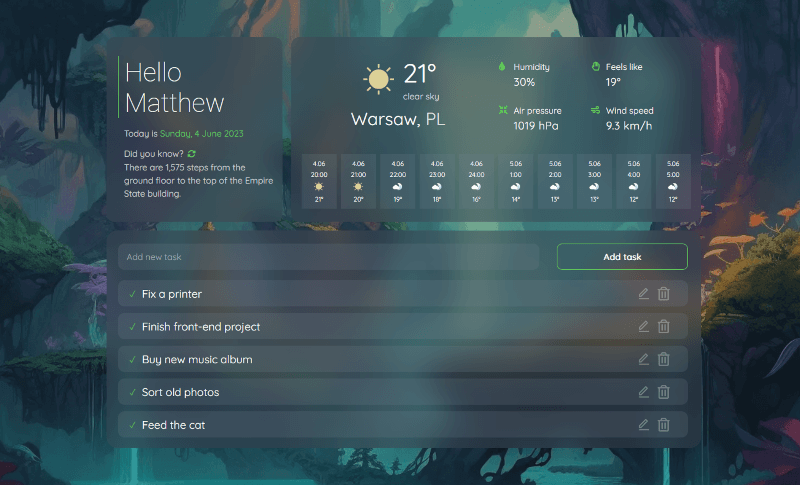 Hello
Matthew
Today is Sunday, 4 June 2023
Did you know?
There are 1,575 steps from the
ground floor to the top of the Empire
State building.
21°
clear sky
Warsaw, PL
Humidity
30%
Feels like
19°
Air pressure
1019 hPa
Wind speed
9.3 km/h
4.06 4.06 4.06 4.06 4.06 5.06 5.06 5.06 5.06 5.06
20:00 21:00 22:00 23:00 24:00 1:00 2:00 3:00 4:00 5:00
21° 20° 19° 18° 16° 14° 13° 13° 12° 12°
Add new task
Add task
Fix a printer
Finish front-end project
Buy new music album
Sort old photos
Feed the cat